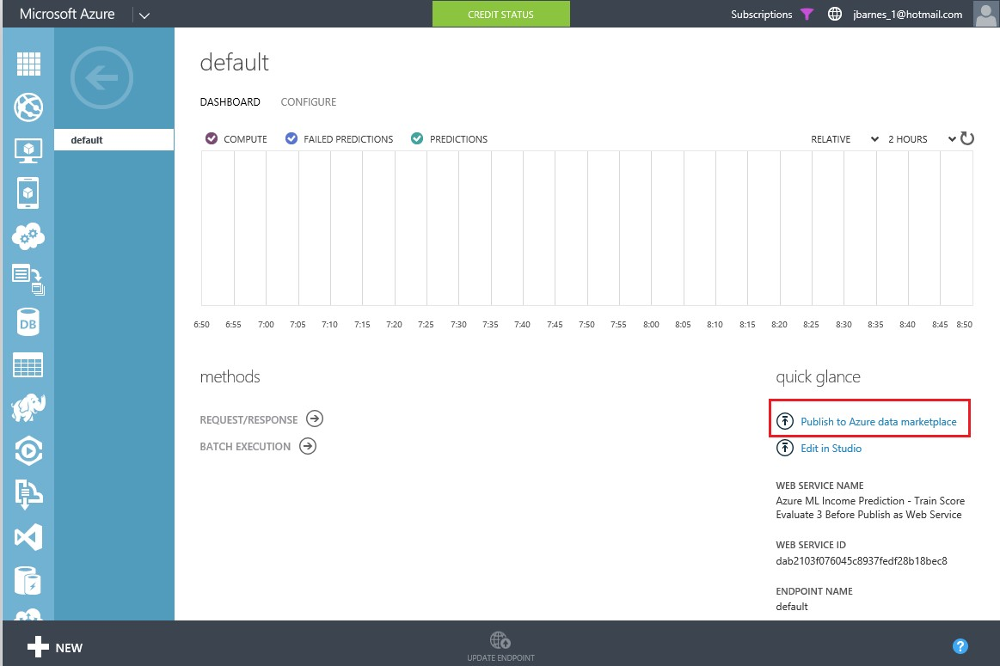 Microsoft Azure
CREDIT STATUS
Subscriptions
jbarnes_1@hotmail.com
default
default
DASHBOARD CONFIGURE
COMPUTE FAILED PREDICTIONS PREDICTIONS
RELATIVE 2 HOURS
6:50 6:55 7:00 7:05 7:10 7:15 7:20 7:25 7:30 7:35 7:40 7:45 7:50 7:55 8:00 8:05 8:10 8:15 8:20 8:25 8:30 8:35 8:40 8:45 8:50
methods
REQUEST/RESPONSE
BATCH EXECUTION
quick glance
Publish to Azure data marketplace
Edit in Studio
WEB SERVICE NAME
Azure ML Income Prediction - Train Score
Evaluate 3 Before Publish as Web Service
WEB SERVICE ID
dab2103f076045c8937fedf28b18bec8
ENDPOINT NAME
default
DB
NEW
UPDATE ENDPOINT
?